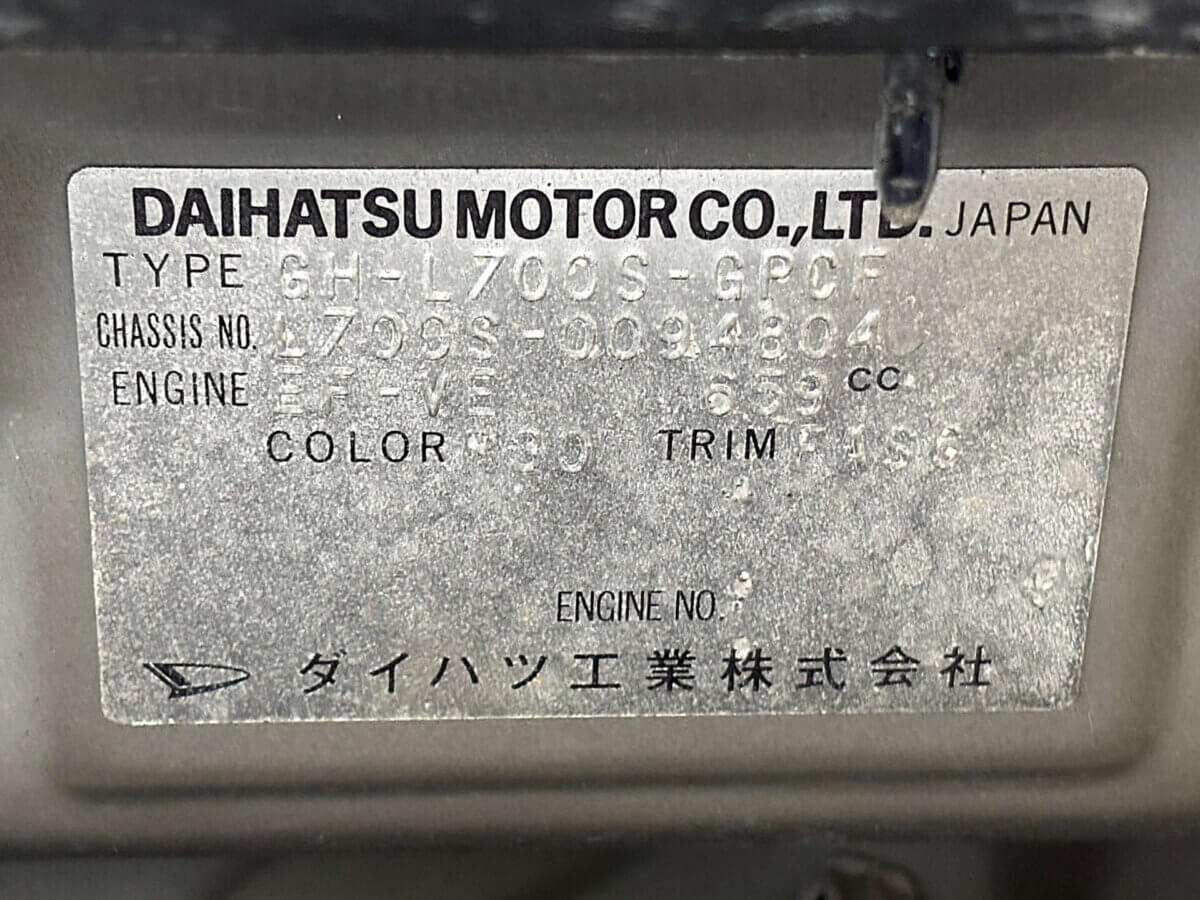 DAIHATSU MOTOR CO.,LTD. JAPAN
TYPE GH-L700S-GPCF
CHASSIS NO. L700S-0094804
ENGINE EF-VE 659 CC
COLOR TRIM
ENGINE NO.
ダイハツ工業株式会社